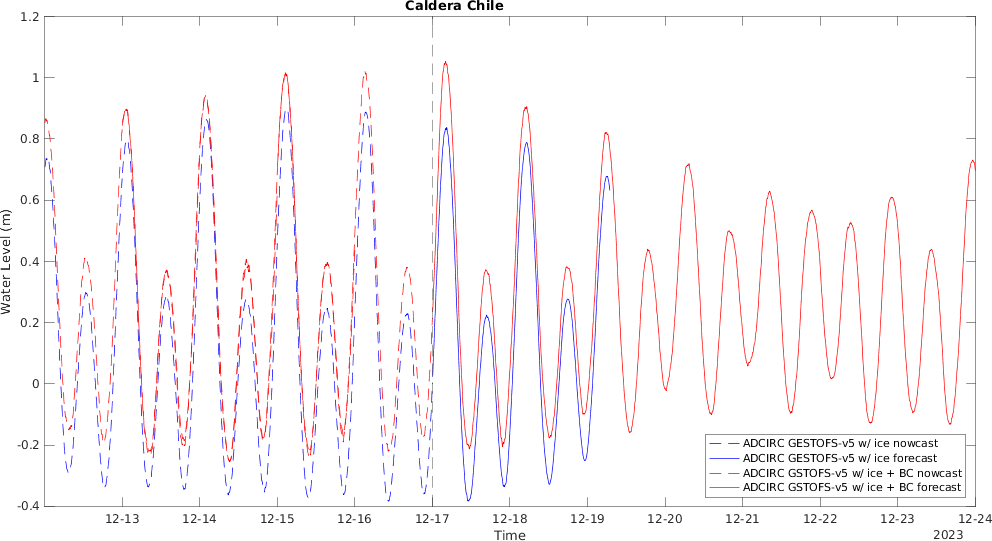 Caldera Chile
1.2
1
0.8
0.6
0.4
0.2
0
-0.2
-0.4
Water Level (m)
ADCIRC GESTOFS-v5 w/ ice nowcast
ADCIRC GESTOFS-v5 w/ ice forecast
ADCIRC GSTOFS-v5 w/ ice + BC nowcast
ADCIRC GSTOFS-v5 w/ ice + BC forecast
12-13 12-14 12-15 12-16 12-17 12-18 12-19 12-20 12-21 12-22 12-23 12-24
Time
2023